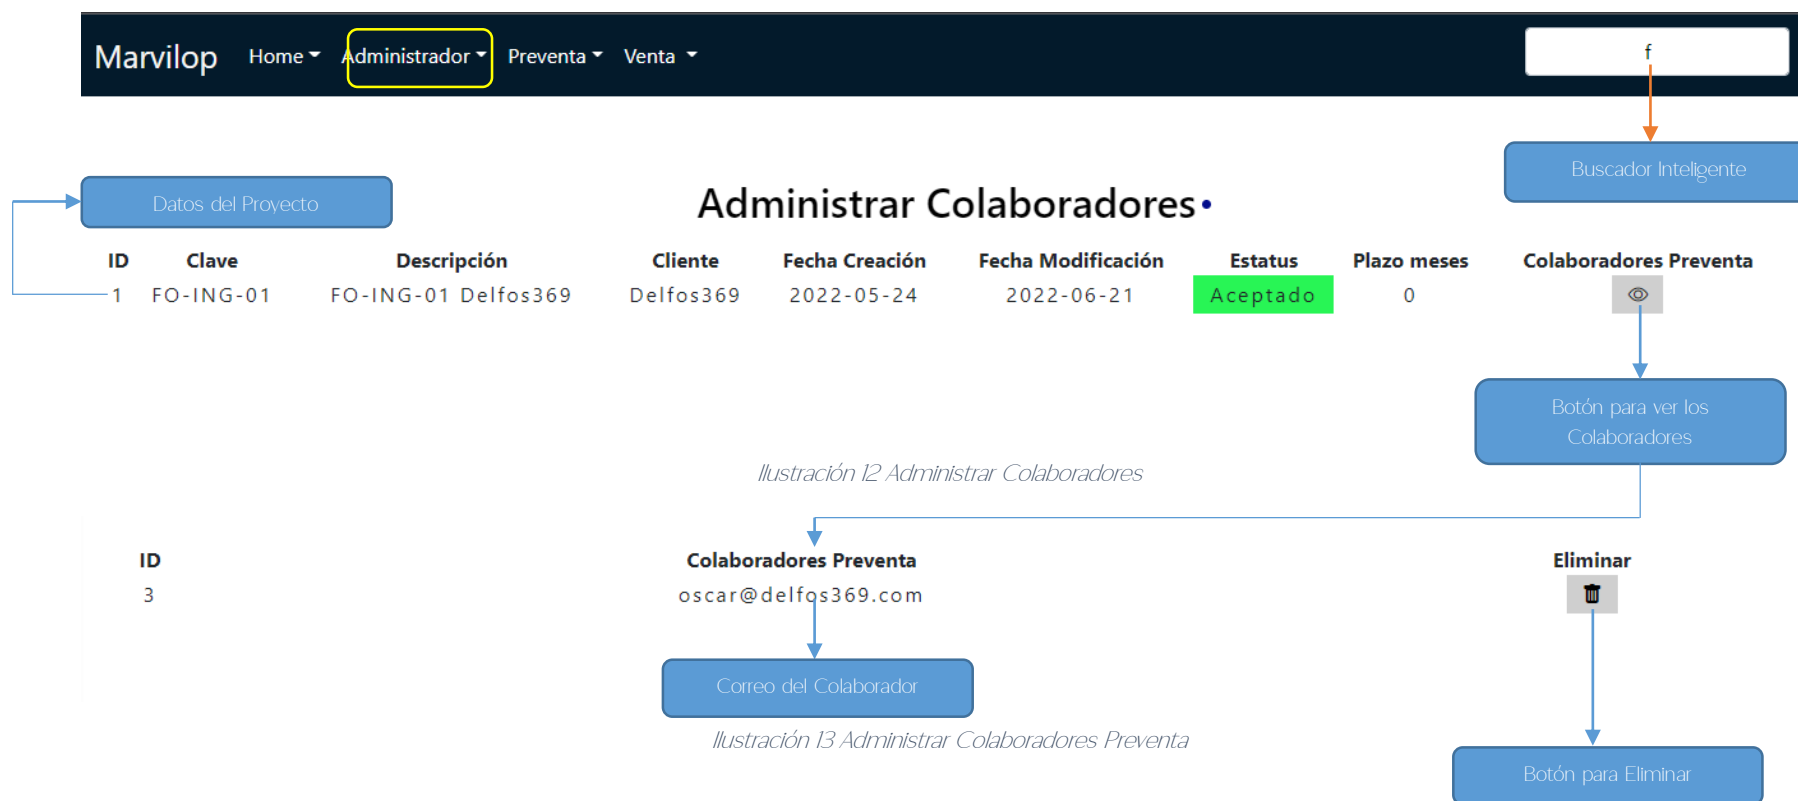 Marvilop Home Administrador Preventa Venta f
Buscador Inteligente
Datos del Proyecto
Administrar Colaboradores
ID Clave Descripción Cliente Fecha Creación Fecha Modificación Estatus Plazo meses Colaboradores Preventa
1 FO-ING-01 FO-ING-01 Delfos369 Delfos369 2022-05-24 2022-06-21 Aceptado 0
Botón para ver los
Colaboradores
Ilustración 12 Administrar Colaboradores
ID Colaboradores Preventa Eliminar
3 oscar@delfos369.com
Correo del Colaborador
Ilustración 13 Administrar Colaboradores Preventa
Botón para Eliminar